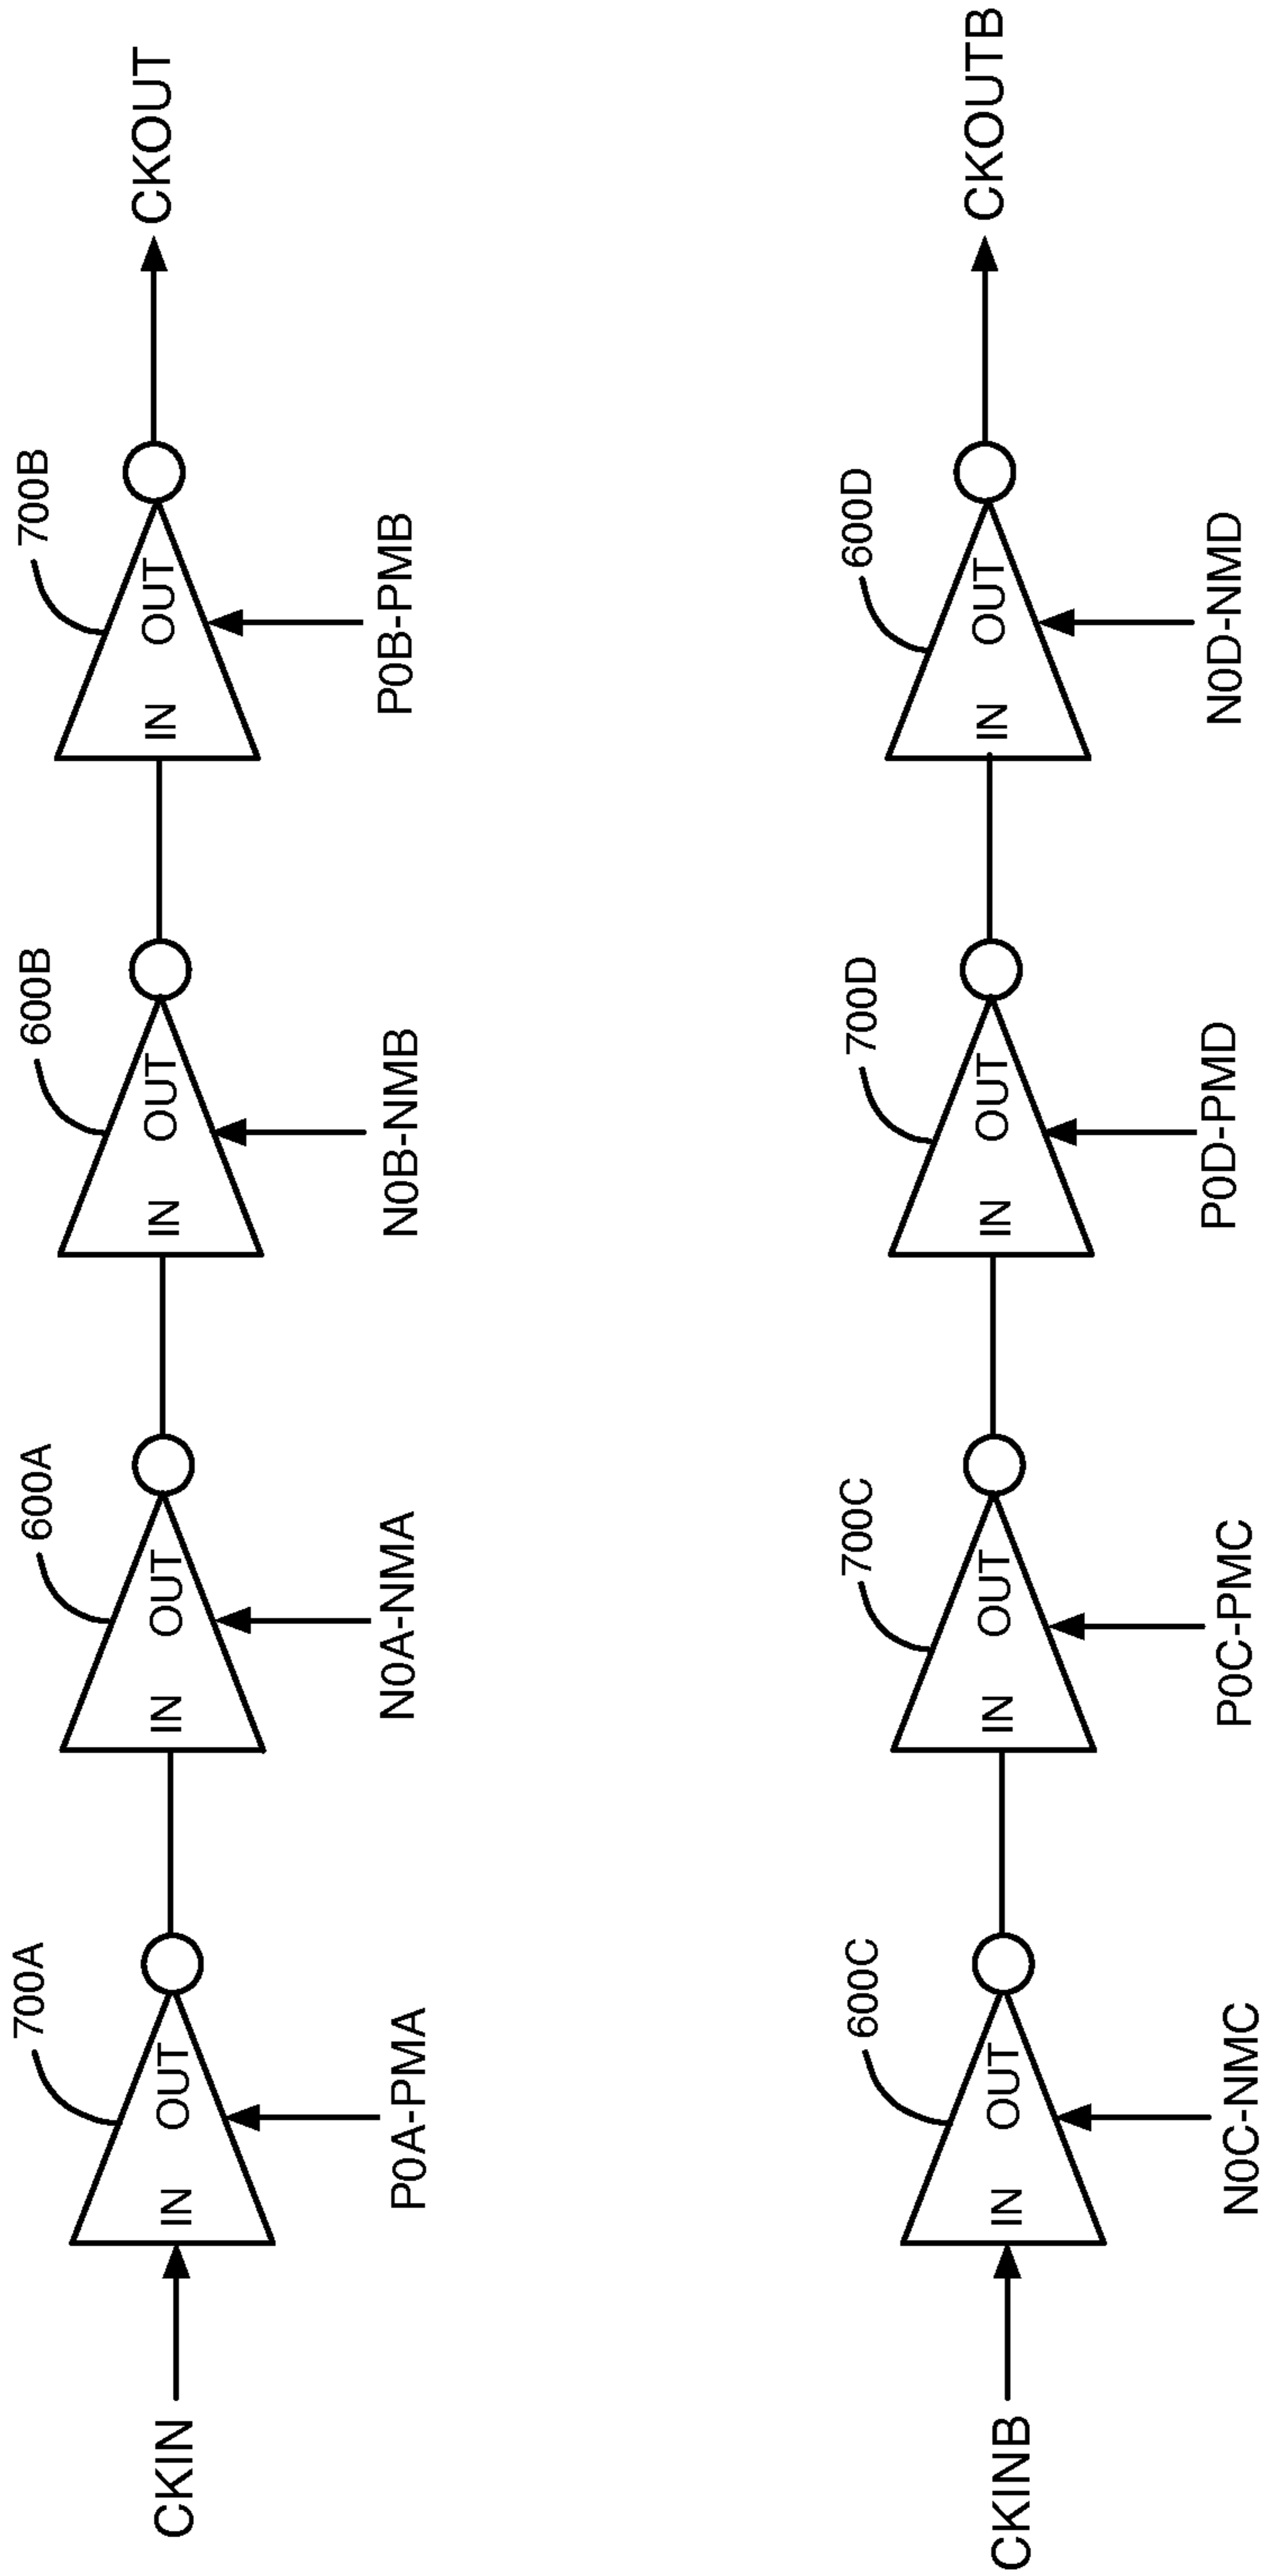 CKIN
700A
IN OUT
P0A-PMA
600A
IN OUT
N0A-NMA
600B
IN OUT
N0B-NMB
700B
IN OUT
P0B-PMB
CKOUT
CKINB
600C
IN OUT
N0C-NMC
700C
IN OUT
P0C-PMC
700D
IN OUT
P0D-PMD
600D
IN OUT
N0D-NMD
CKOUTB